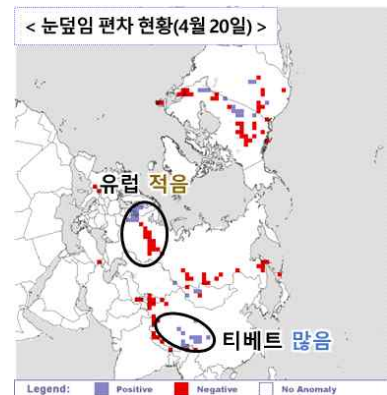 < 눈덮임 편차 현황(4월 20일) >
유럽 적음
티베트 많음
Legend: Positive Negative No Anomaly